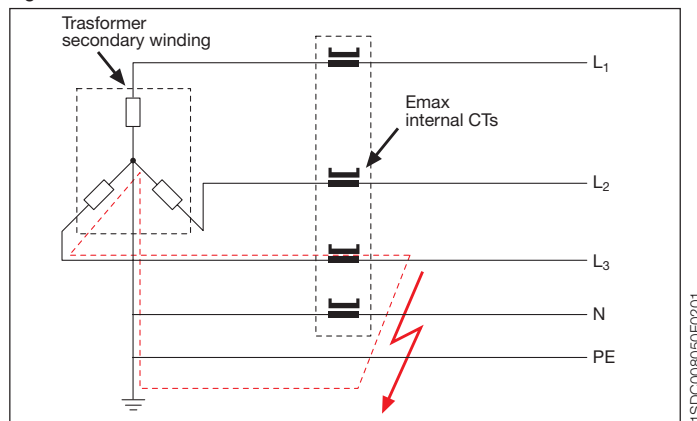 Trasformer
secondary winding
L1
Emax
internal CTs
L2
L3
N
PE
1SDC008050F0201